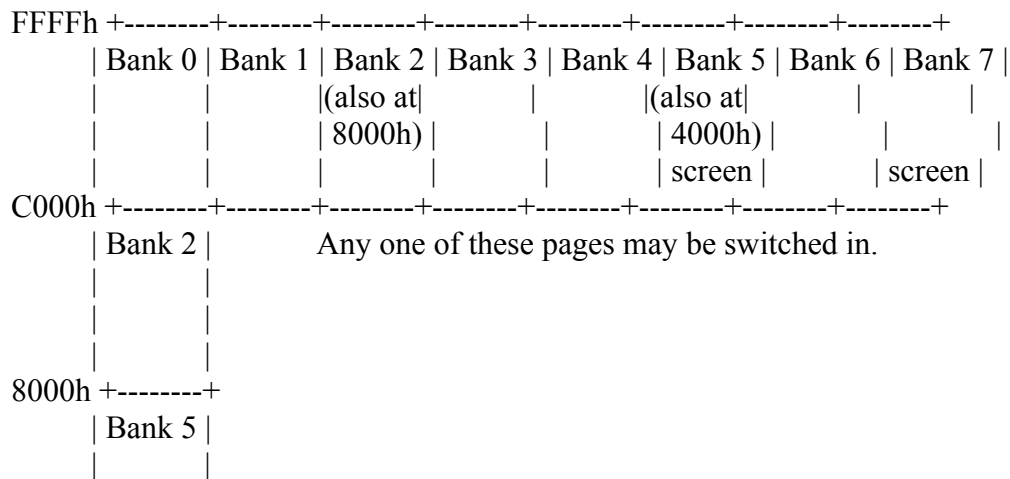 FFFFh +--------+--------+--------+--------+--------+--------+--------+--------+
| Bank 0 | Bank 1 | Bank 2 | Bank 3 | Bank 4 | Bank 5 | Bank 6 | Bank 7 |
| | |(also at| | |(also at| | |
| | | 8000h) | | | 4000h) | | |
| | | | | | screen | | screen |
C000h +--------+--------+--------+--------+--------+--------+--------+--------+
| Bank 2 | Any one of these pages may be switched in.
| |
| |
| |
8000h +--------+
| Bank 5 |
| |